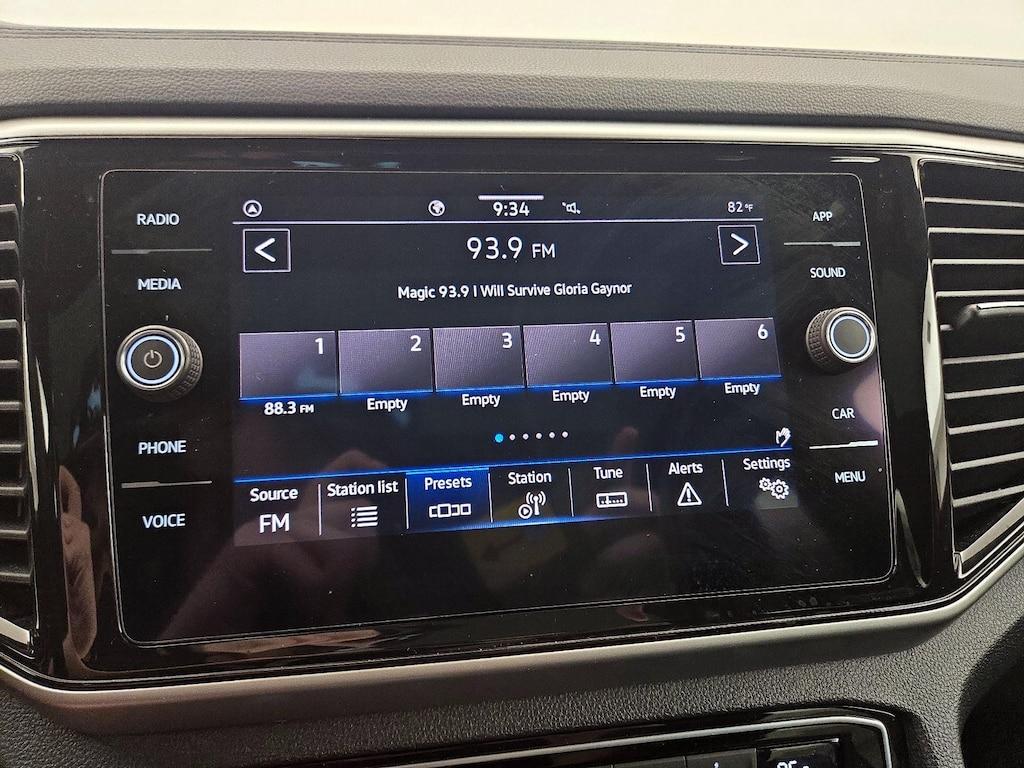 RADIO
MEDIA
PHONE
VOICE
9:34
82°F
93.9 FM
Magic 93.9 I Will Survive Gloria Gaynor
1 2 3 4 5 6
88.3 FM Empty Empty Empty Empty Empty
Source Station list Presets Station Tune Alerts Settings
FM
APP
SOUND
CAR
MENU